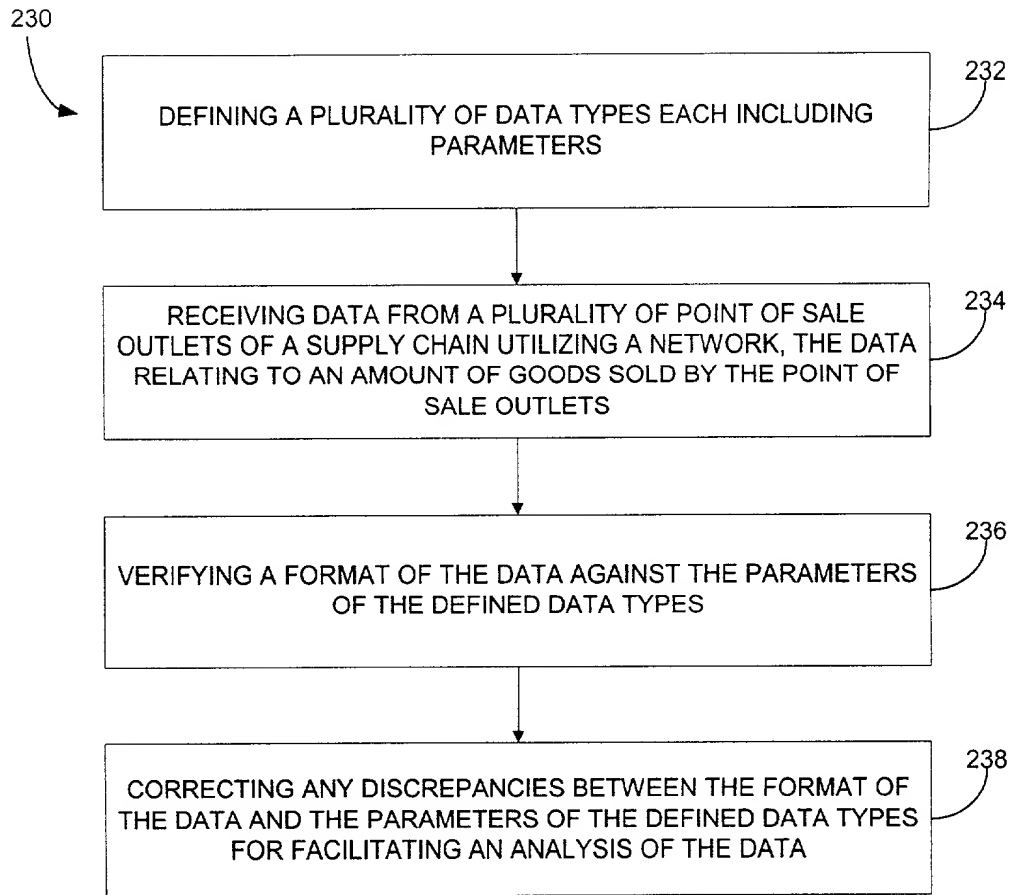 230
232
DEFINING A PLURALITY OF DATA TYPES EACH INCLUDING
PARAMETERS
234
RECEIVING DATA FROM A PLURALITY OF POINT OF SALE
OUTLETS OF A SUPPLY CHAIN UTILIZING A NETWORK, THE DATA
RELATING TO AN AMOUNT OF GOODS SOLD BY THE POINT OF
SALE OUTLETS
236
VERIFYING A FORMAT OF THE DATA AGAINST THE PARAMETERS
OF THE DEFINED DATA TYPES
238
CORRECTING ANY DISCREPANCIES BETWEEN THE FORMAT OF
THE DATA AND THE PARAMETERS OF THE DEFINED DATA TYPES
FOR FACILITATING AN ANALYSIS OF THE DATA